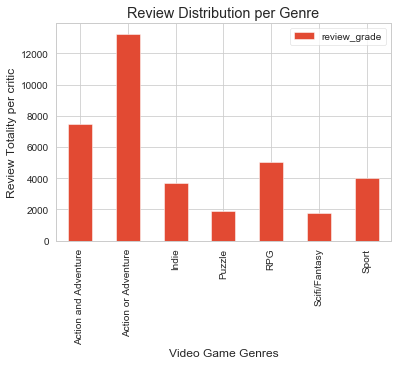 Review Distribution per Genre
review_grade
Review Totality per critic
12000
10000
8000
6000
4000
2000
0
Action and Adventure
Action or Adventure
Indie
Puzzle
RPG
Scifi/Fantasy
Sport
Video Game Genres